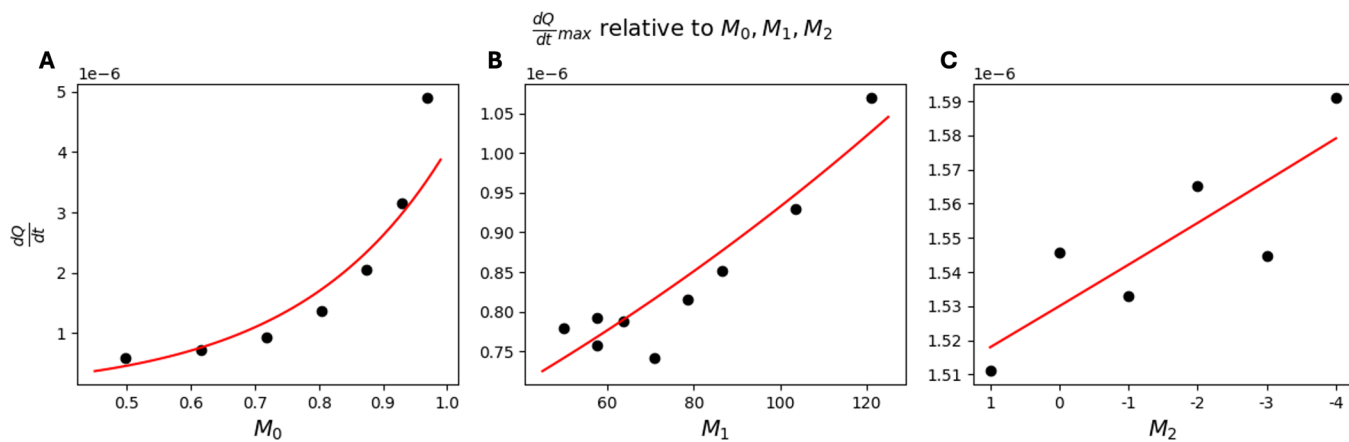 dQ/dt max relative to M₀, M₁, M₂
A
B
C
1e−6
1e−6
1e−6
5
4
3
2
1
dQ/dt
0.5 0.6 0.7 0.8 0.9 1.0
M₀
1.05
1.00
0.95
0.90
0.85
0.80
0.75
60 80 100 120
M₁
1.59
1.58
1.57
1.56
1.55
1.54
1.53
1.52
1.51
1 0 -1 -2 -3 -4
M₂